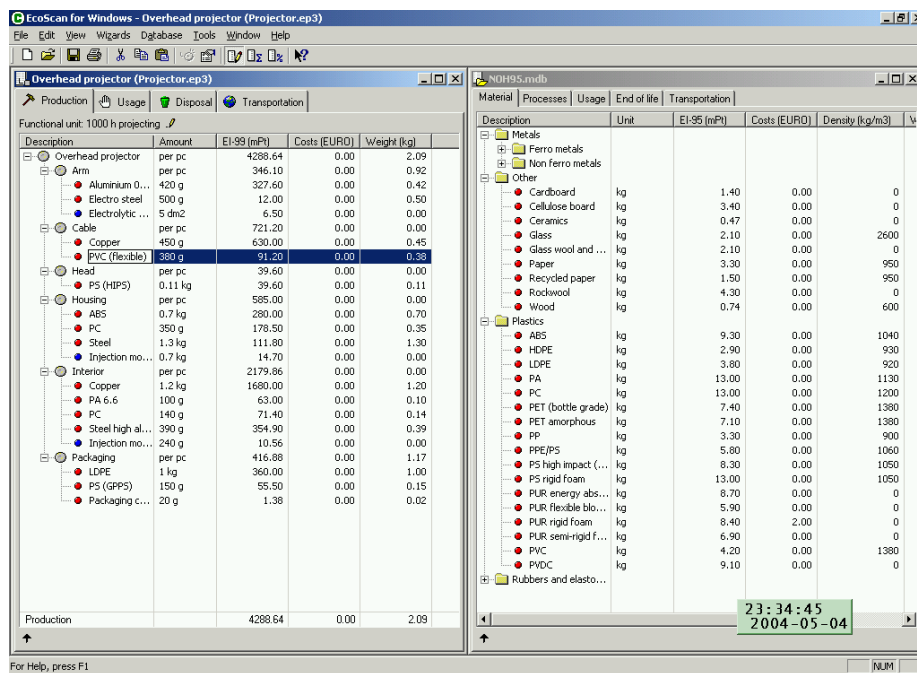 EcoScan for Windows - Overhead projector (Projector.ep3)
File Edit View Wizards Database Tools Window Help
Overhead projector (Projector.ep3)
Production Usage Disposal Transportation
Functional unit: 1000 h projecting
Description Amount EI-99 (mPt) Costs (EURO) Weight (kg)
Overhead projector per pc 4288.64 0.00 2.09
Arm per pc 346.10 0.00 0.92
Aluminium 0... 420 g 327.60 0.00 0.42
Electro steel 500 g 12.00 0.00 0.50
Electrolytic ... 5 dm2 6.50 0.00 0.00
Cable per pc 721.20 0.00 0.00
Copper 450 g 630.00 0.00 0.45
PVC (flexible) 380 g 91.20 0.00 0.38
Head per pc 39.60 0.00 0.00
PS (HIPS) 0.11 kg 39.60 0.00 0.11
Housing per pc 585.00 0.00 0.00
ABS 0.7 kg 280.00 0.00 0.70
PC 350 g 178.50 0.00 0.35
Steel 1.3 kg 111.80 0.00 1.30
Injection mo... 0.7 kg 14.70 0.00 0.00
Interior per pc 2179.86 0.00 0.00
Copper 1.2 kg 1680.00 0.00 1.20
PA 6.6 100 g 63.00 0.00 0.10
PC 140 g 71.40 0.00 0.14
Steel high al... 390 g 354.90 0.00 0.39
Injection mo... 240 g 10.56 0.00 0.00
Packaging per pc 416.88 0.00 1.17
LDPE 1 kg 360.00 0.00 1.00
PS (GPPS) 150 g 55.50 0.00 0.15
Packaging c... 20 g 1.38 0.00 0.02
Production 4288.64 0.00 2.09
NOH95.mdb
Material Processes Usage End of life Transportation
Description Unit EI-95 (mPt) Costs (EURO) Density (kg/m3)
Metals
Ferro metals
Non ferro metals
Other
Cardboard kg 1.40 0.00 0
Cellulose board kg 3.40 0.00 0
Ceramics kg 0.47 0.00 0
Glass kg 2.10 0.00 2600
Glass wool and ... kg 2.10 0.00 0
Paper kg 3.30 0.00 950
Recycled paper kg 1.50 0.00 950
Rockwool kg 4.30 0.00 0
Wood kg 0.74 0.00 600
Plastics
ABS kg 9.30 0.00 1040
HDPE kg 2.90 0.00 930
LDPE kg 3.80 0.00 920
PA kg 13.00 0.00 1130
PC kg 13.00 0.00 1200
PET (bottle grade) kg 7.40 0.00 1380
PET amorphous kg 7.10 0.00 1380
PP kg 3.30 0.00 900
PPE/PS kg 5.80 0.00 1060
PS high impact (... kg 8.30 0.00 1050
PS rigid foam kg 13.00 0.00 1050
PUR energy abs... kg 8.70 0.00 0
PUR flexible blo... kg 5.90 0.00 0
PUR rigid foam kg 8.40 2.00 0
PUR semi-rigid f... kg 6.90 0.00 0
PVC kg 4.20 0.00 1380
PVDC kg 9.10 0.00 0
Rubbers and elasto...
23:34:45
2004-05-04
For Help, press F1 NUM